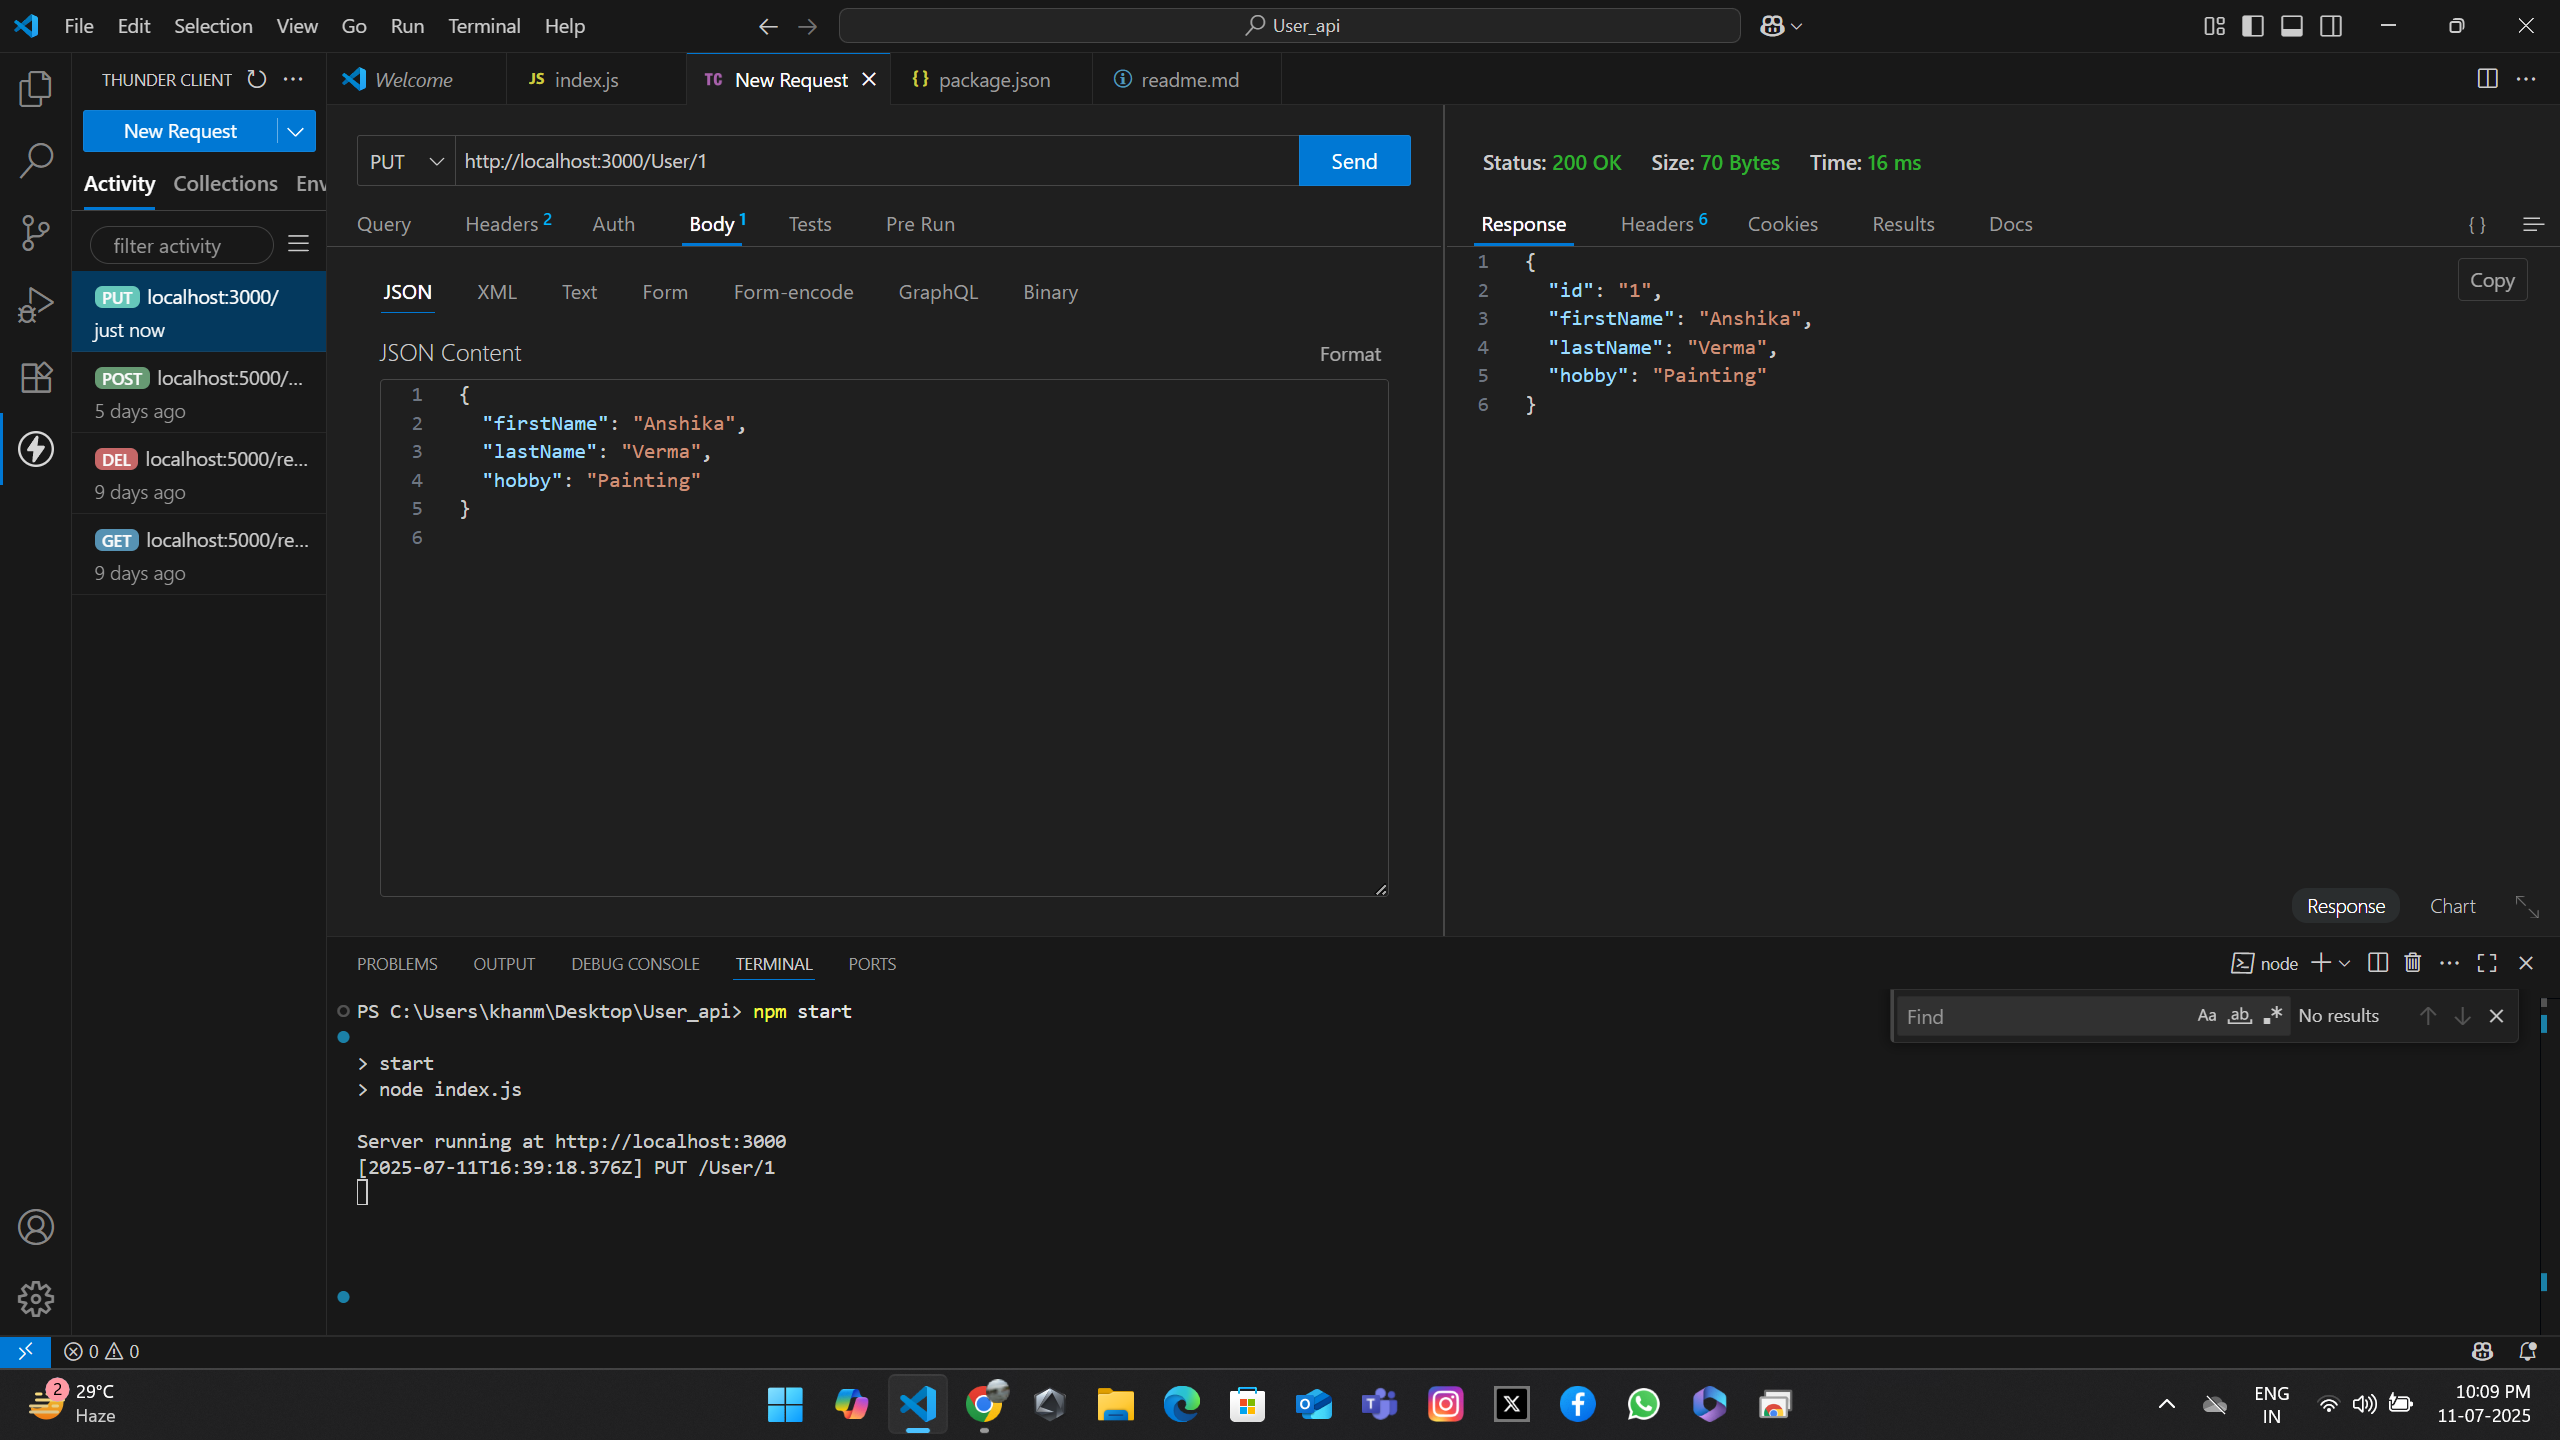 File Edit Selection View Go Run Terminal Help
User_api
THUNDER CLIENT
Welcome
JS index.js
TC New Request
{} package.json
readme.md
New Request
Activity Collections Env
filter activity
PUT localhost:3000/
just now
POST localhost:5000/...
5 days ago
DEL localhost:5000/re...
9 days ago
GET localhost:5000/re...
9 days ago
PUT http://localhost:3000/User/1 Send
Query Headers 2 Auth Body 1 Tests Pre Run
JSON XML Text Form Form-encode GraphQL Binary
JSON Content Format
1 {
2 "firstName": "Anshika",
3 "lastName": "Verma",
4 "hobby": "Painting"
5 }
6
Status: 200 OK Size: 70 Bytes Time: 16 ms
Response Headers 6 Cookies Results Docs { }
Copy
1 {
2 "id": "1",
3 "firstName": "Anshika",
4 "lastName": "Verma",
5 "hobby": "Painting"
6 }
Response Chart
PROBLEMS OUTPUT DEBUG CONSOLE TERMINAL PORTS
node
PS C:\Users\khanm\Desktop\User_api> npm start
> start
> node index.js
Server running at http://localhost:3000
[2025-07-11T16:39:18.376Z] PUT /User/1
Find Aa ab No results
0 0
2 29°C
Haze
ENG
IN
10:09 PM
11-07-2025